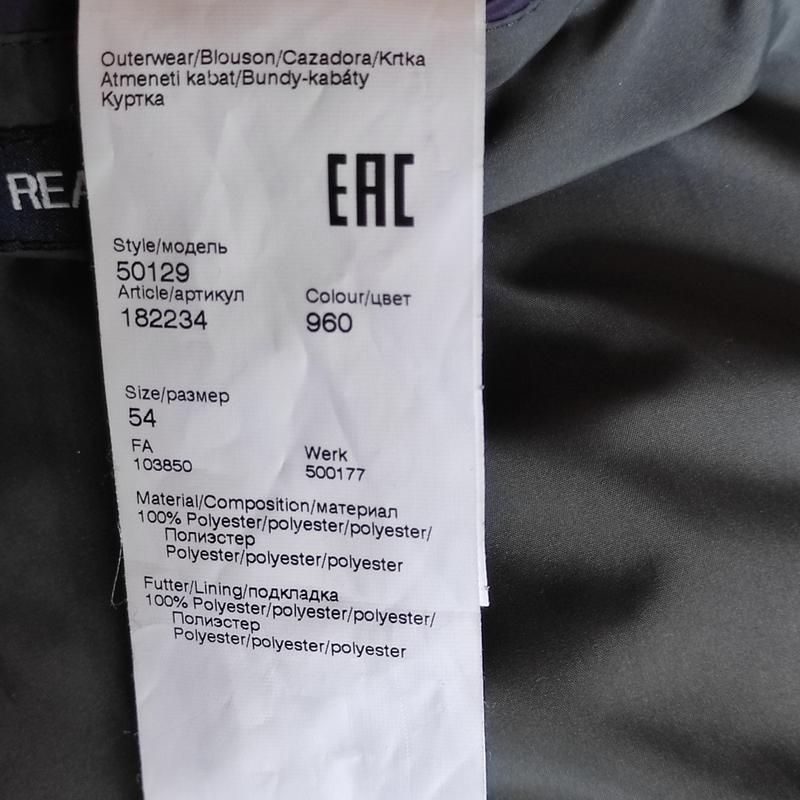 Outerwear/Blouson/Cazadora/Krtka
Atmeneti kabat/Bundy-kabáty
Куртка
EAC
Style/модель
50129
Article/артикул
182234
Colour/цвет
960
Size/размер
54
FA
103850
Werk
500177
Material/Composition/материал
100% Polyester/polyester/polyester/
Полиэстер
Polyester/polyester/polyester
Futter/Lining/подкладка
100% Polyester/polyester/polyester/
Полиэстер
Polyester/polyester/polyester